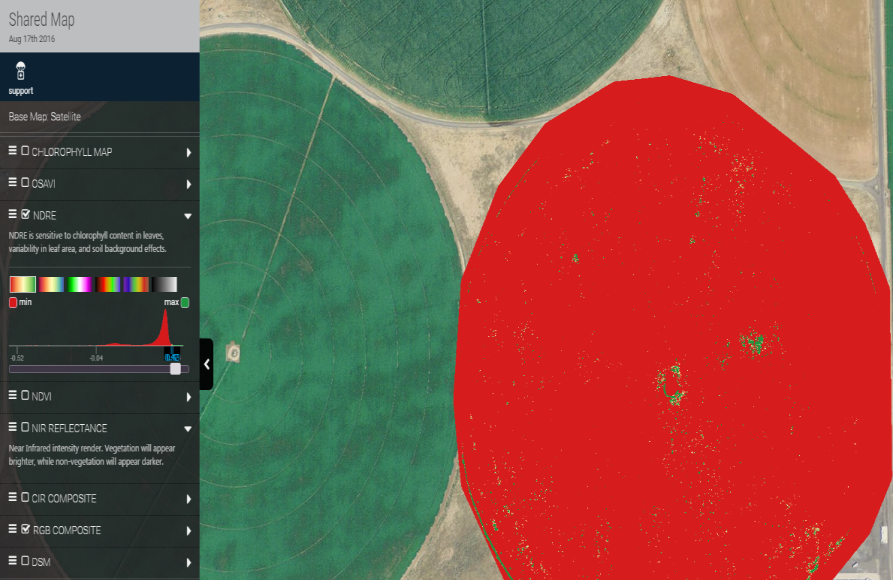 Shared Map
Aug 17th 2016
support
Base Map: Satellite
CHLOROPHYLL MAP
OSAVI
NDRE
NDRE is sensitive to chlorophyll content in leaves,
variability in leaf area, and soil background effects.
min max
-0.52 -0.04
NDVI
NIR REFLECTANCE
Near Infrared intensity render. Vegetation will appear
brighter, while non-vegetation will appear darker.
CIR COMPOSITE
RGB COMPOSITE
DSM